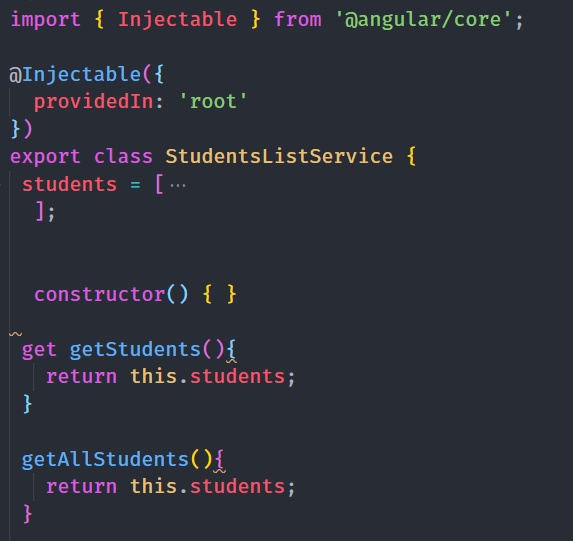 import { Injectable } from '@angular/core';
@Injectable({
providedIn: 'root'
})
export class StudentsListService {
students = [ ···
];
constructor() { }
get getStudents(){
return this.students;
}
getAllStudents(){
return this.students;
}